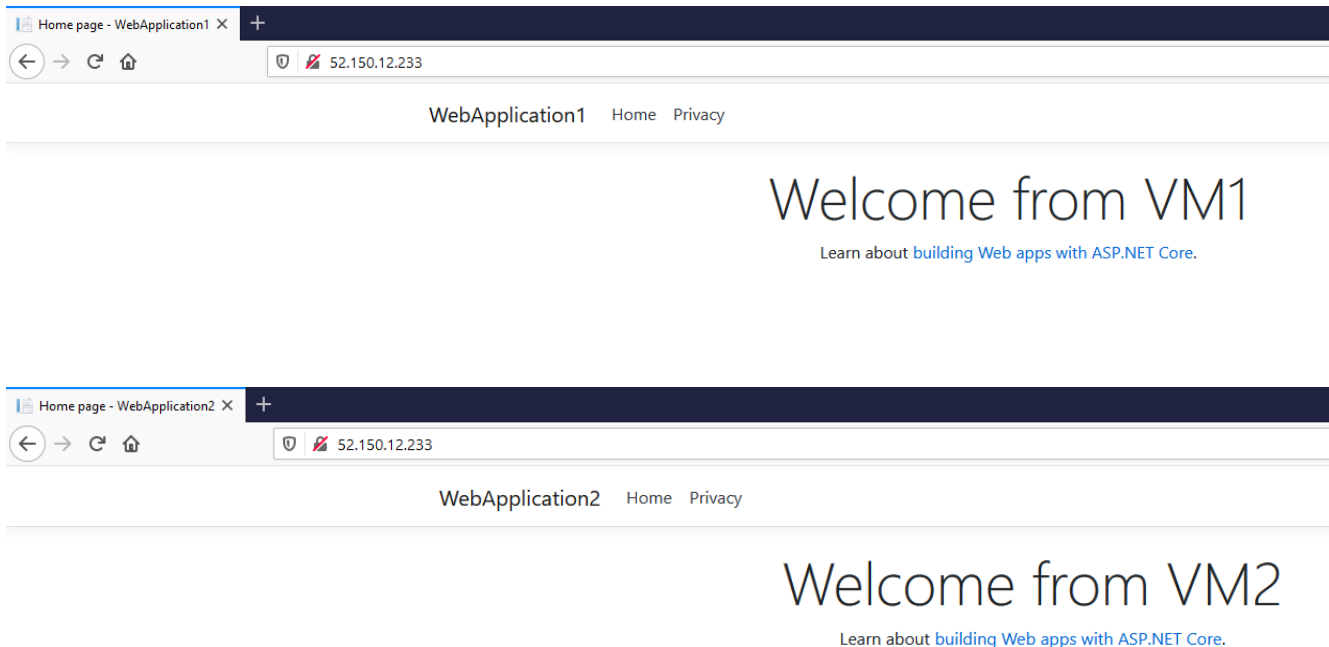 Home page - WebApplication1
52.150.12.233
WebApplication1 Home Privacy
Welcome from VM1
Learn about building Web apps with ASP.NET Core.
Home page - WebApplication2
52.150.12.233
WebApplication2 Home Privacy
Welcome from VM2
Learn about building Web apps with ASP.NET Core.